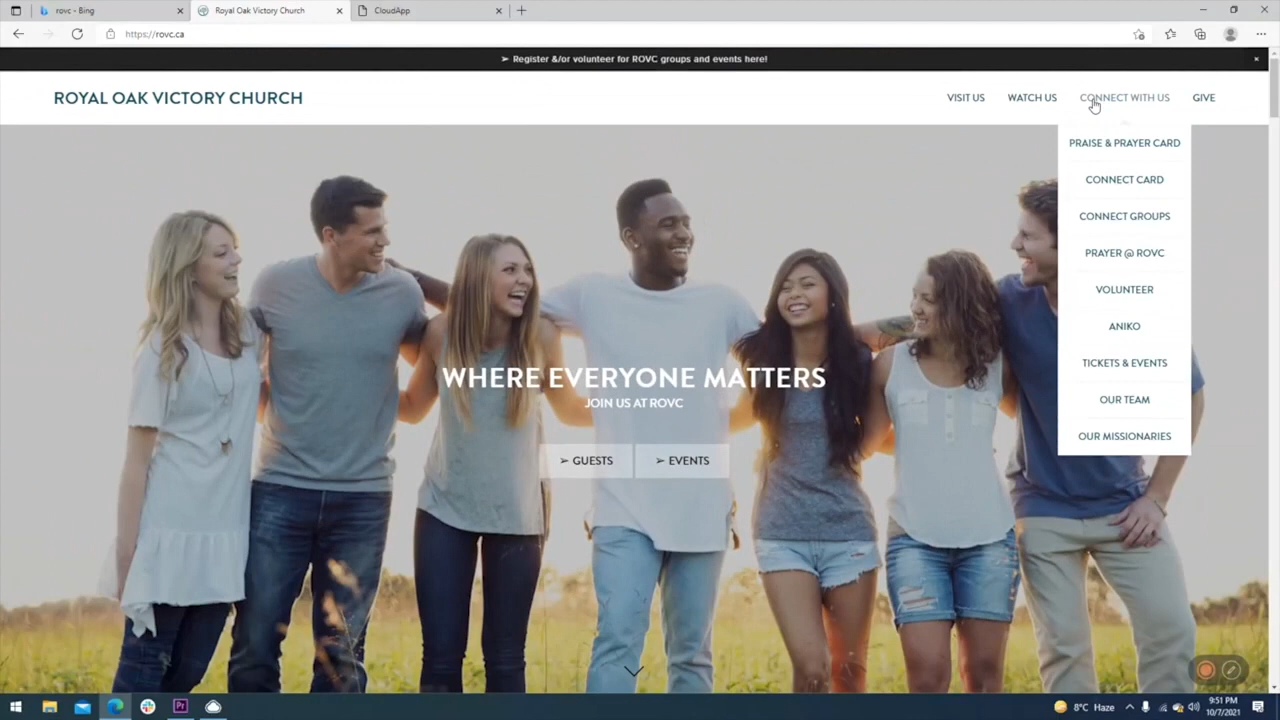 rovc - Bing
Royal Oak Victory Church
CloudApp
https://rovc.ca
➢ Register &/or volunteer for ROVC groups and events here!
ROYAL OAK VICTORY CHURCH
VISIT US
WATCH US
CONNECT WITH US
GIVE
PRAISE & PRAYER CARD
CONNECT CARD
CONNECT GROUPS
PRAYER @ ROVC
VOLUNTEER
ANIKO
TICKETS & EVENTS
OUR TEAM
OUR MISSIONARIES
WHERE EVERYONE MATTERS
JOIN US AT ROVC
➢ GUESTS
➢ EVENTS
Pr
8°C Haze
9:51 PM
10/7/2021